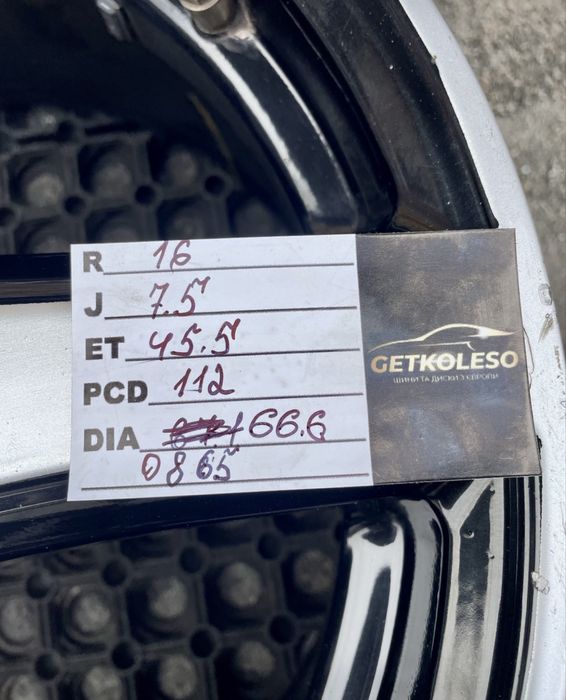 R 16
J 7.5
ET 45.5
PCD 112
DIA 66.6
0865
GETKOLESO
ШИНИ ТА ДИСКИ З ЄВРОПИ